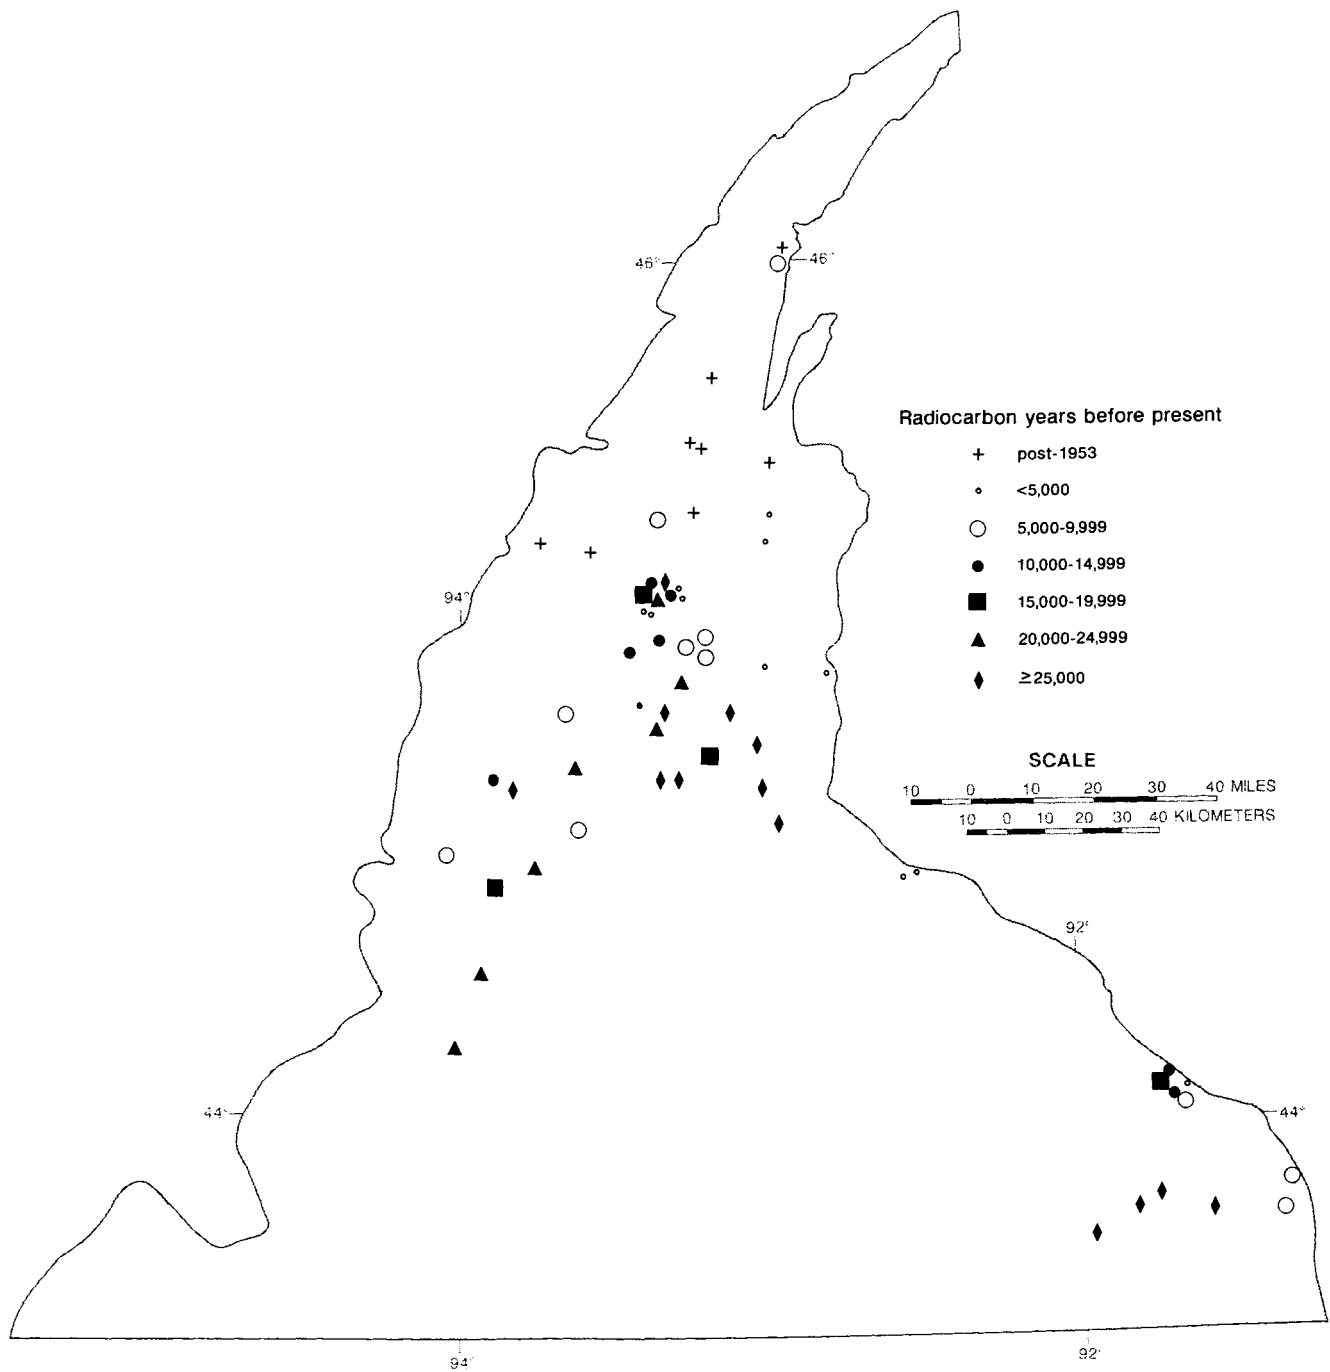 46° 46°
Radiocarbon years before present
post-1953
<5,000
5,000-9,999
10,000-14,999
15,000-19,999
20,000-24,999
≥25,000
94°
SCALE
10 0 10 20 30 40 MILES
10 0 10 20 30 40 KILOMETERS
92°
44° 44°
94° 92°